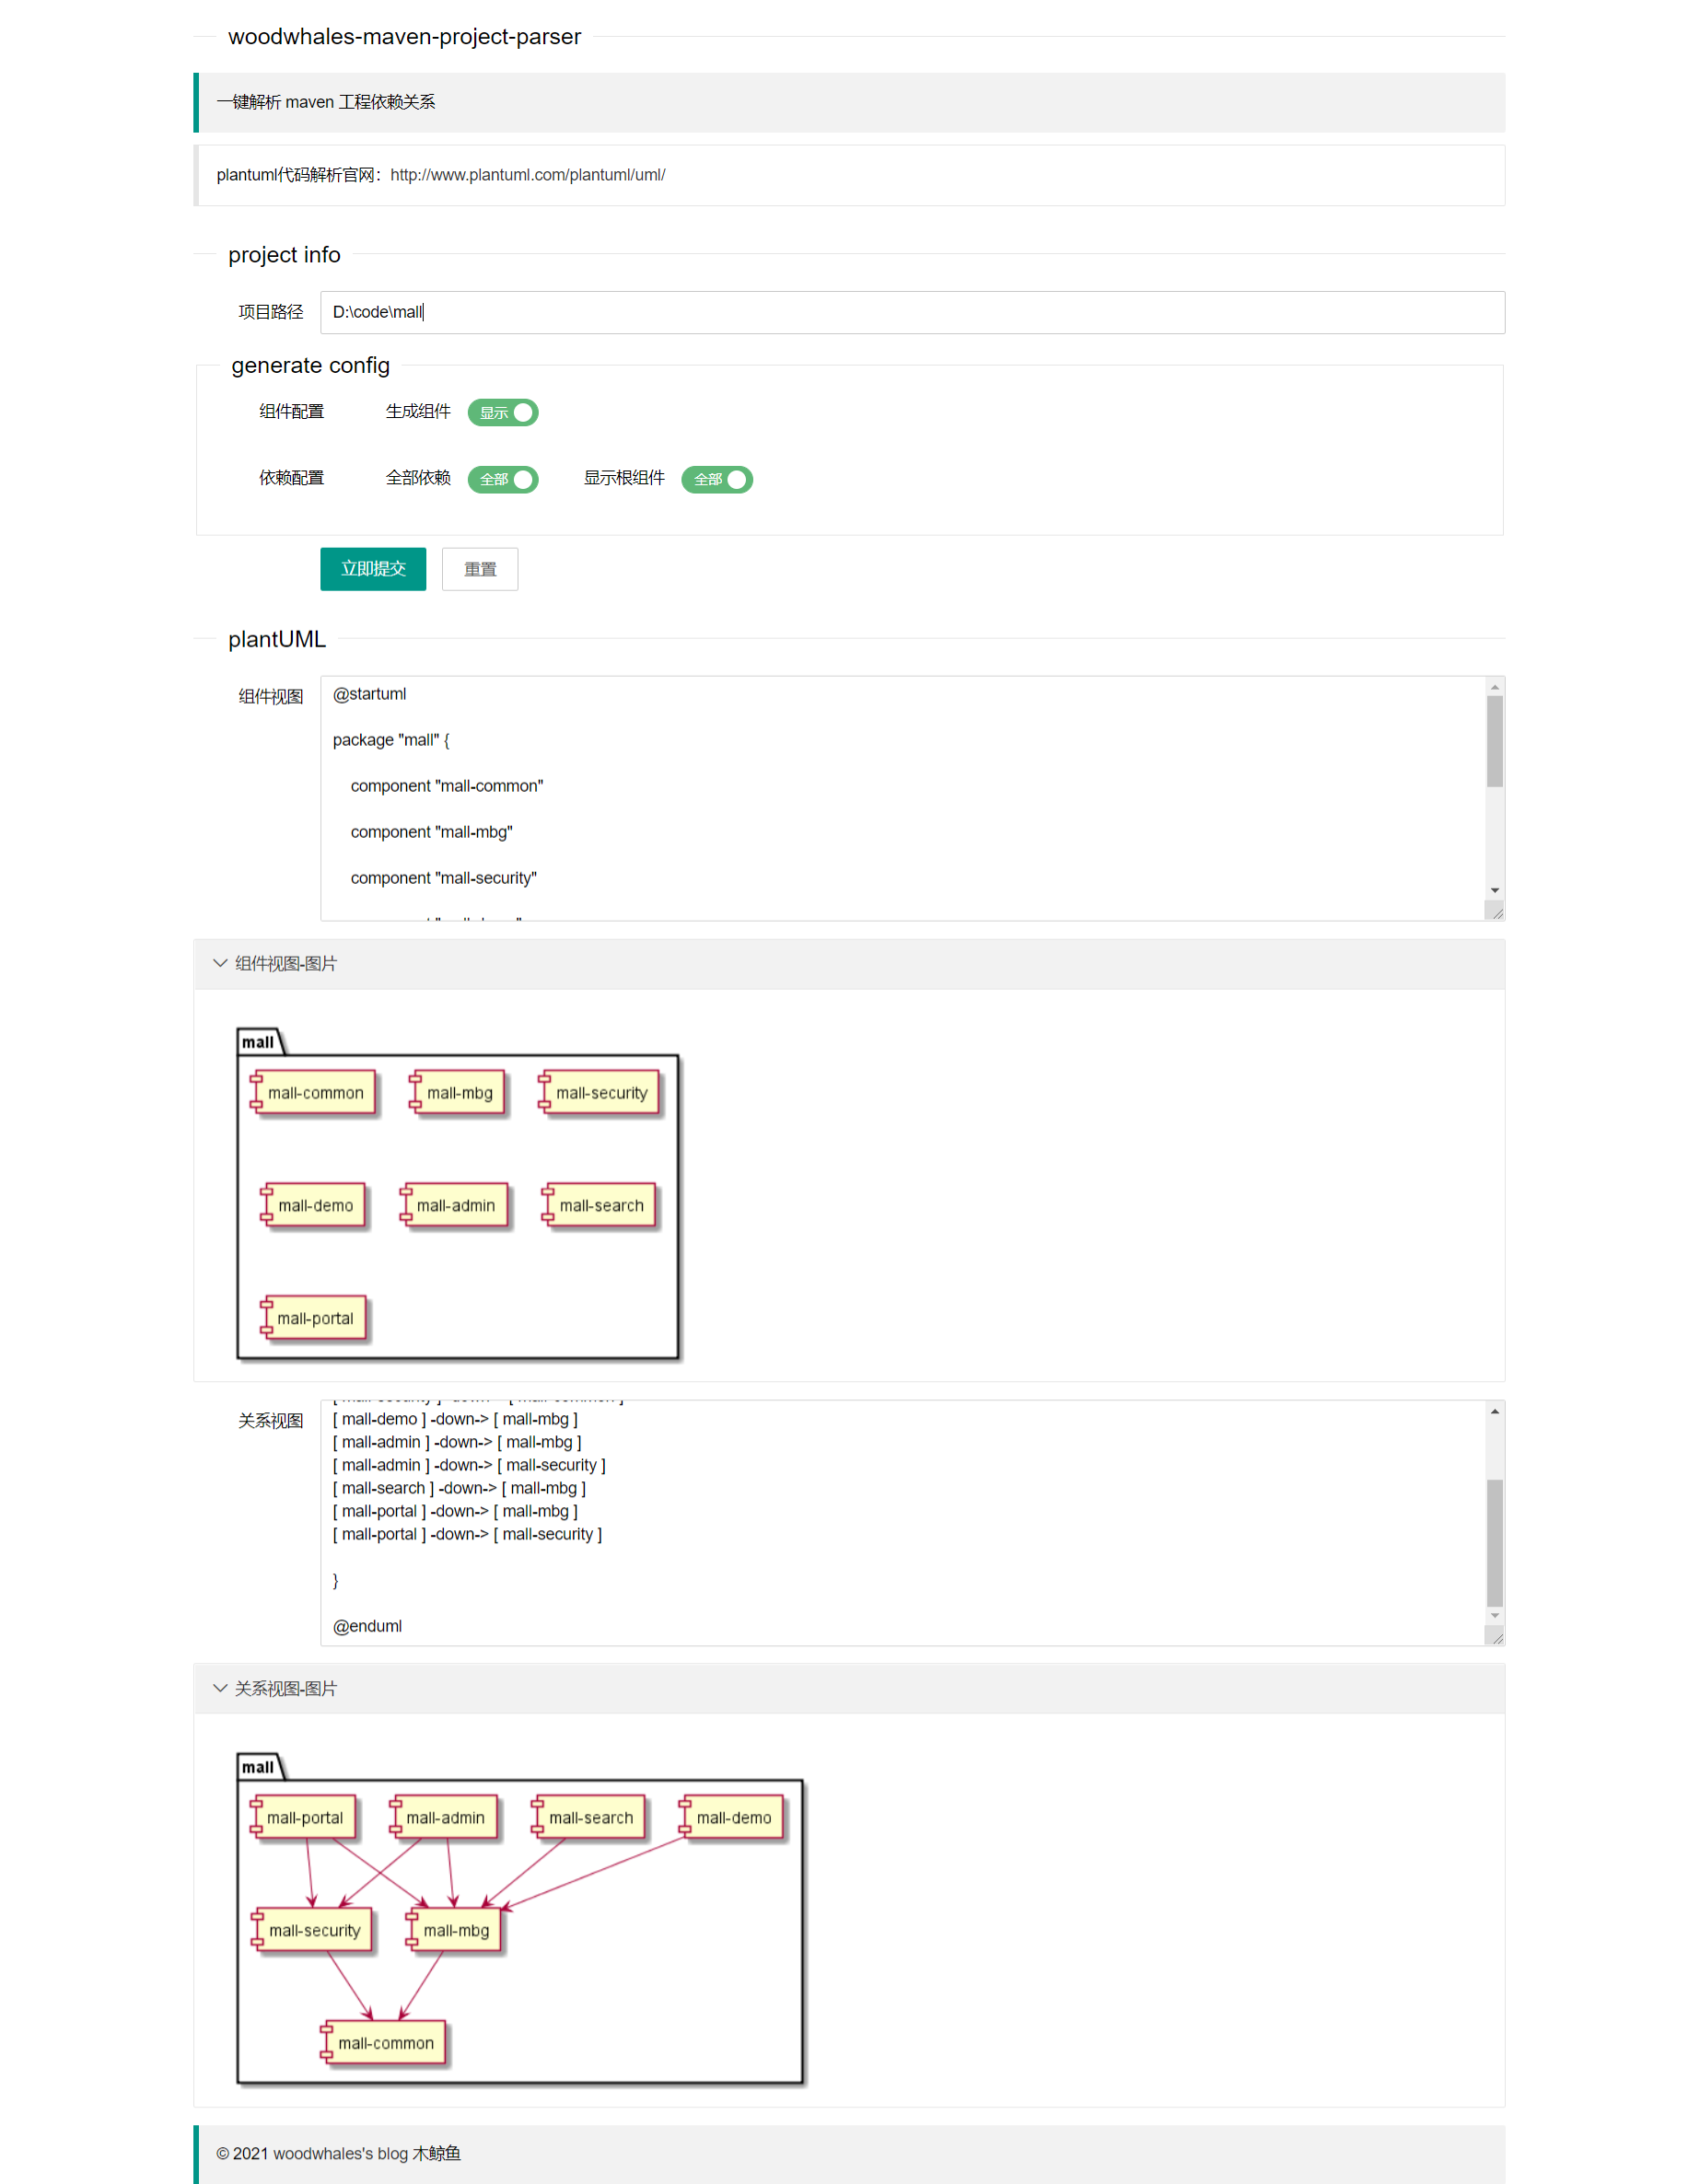 woodwhales-maven-project-parser
一键解析 maven 工程依赖关系
plantuml代码解析官网：http://www.plantuml.com/plantuml/uml/
project info
项目路径 D:\code\mall
generate config
组件配置 生成组件 显示
依赖配置 全部依赖 全部 显示根组件 全部
立即提交 重置
plantUML
组件视图 @startuml
package "mall" {
component "mall-common"
component "mall-mbg"
component "mall-security"
组件视图-图片
mall
mall-common mall-mbg mall-security
mall-demo mall-admin mall-search
mall-portal
关系视图
[ mall-demo ] -down-> [ mall-mbg ]
[ mall-admin ] -down-> [ mall-mbg ]
[ mall-admin ] -down-> [ mall-security ]
[ mall-search ] -down-> [ mall-mbg ]
[ mall-portal ] -down-> [ mall-mbg ]
[ mall-portal ] -down-> [ mall-security ]
}
@enduml
关系视图-图片
mall
mall-portal mall-admin mall-search mall-demo
mall-security mall-mbg
mall-common
© 2021 woodwhales's blog 木鲸鱼